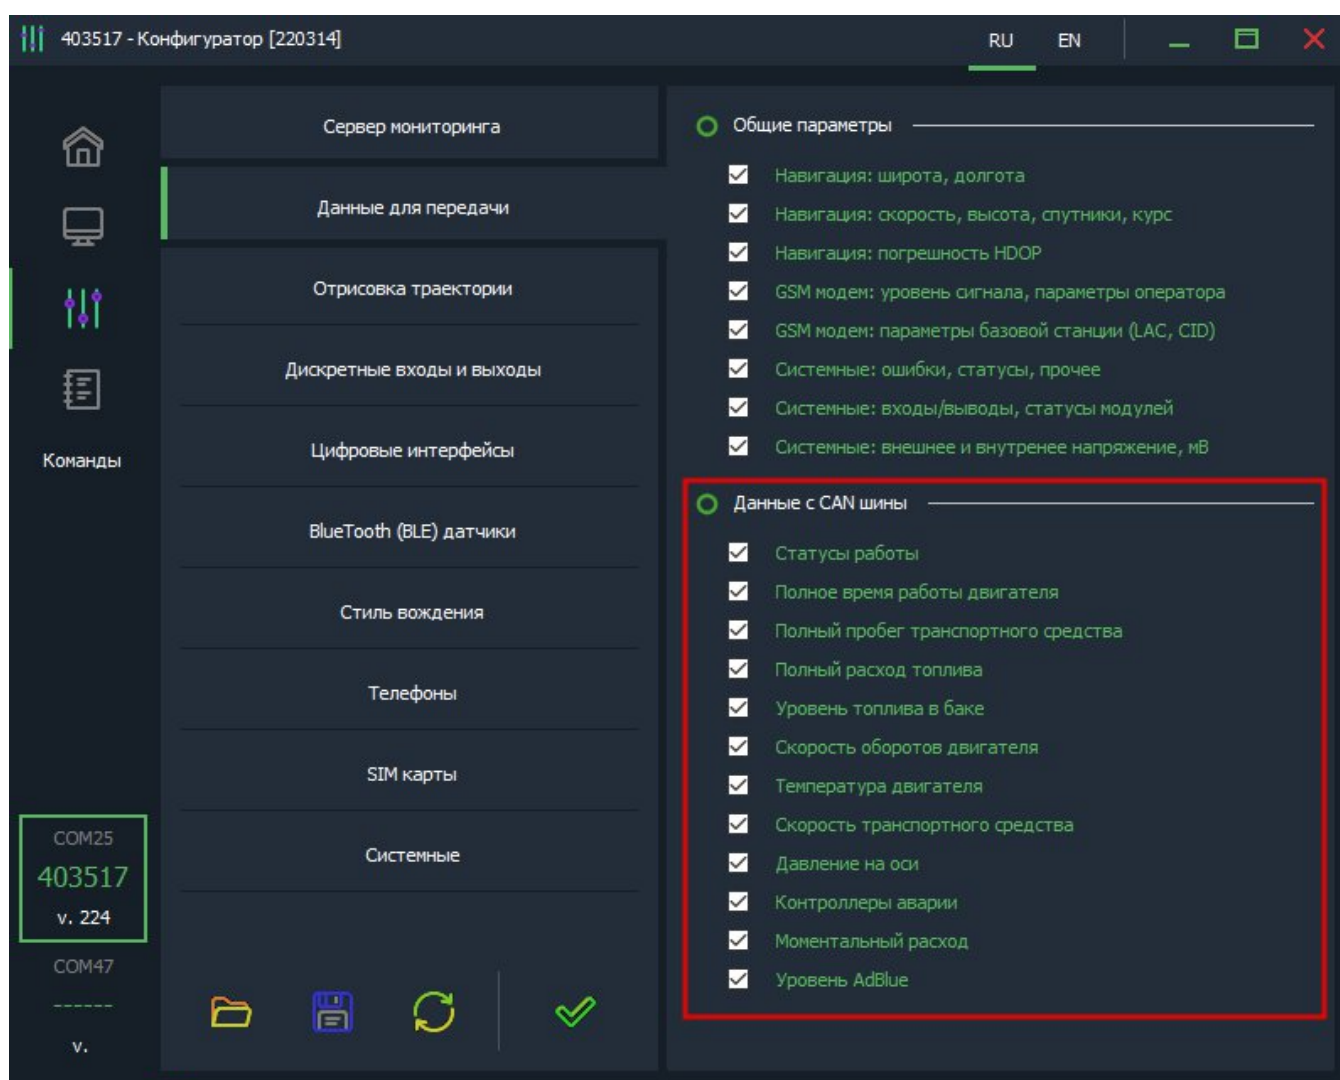 403517 - Конфигуратор [220314]
RU EN
Команды
COM25
403517
v. 224
COM47
------
v.
Сервер мониторинга
Данные для передачи
Отрисовка траектории
Дискретные входы и выходы
Цифровые интерфейсы
BlueTooth (BLE) датчики
Стиль вождения
Телефоны
SIM карты
Системные
Общие параметры
Навигация: широта, долгота
Навигация: скорость, высота, спутники, курс
Навигация: погрешность HDOP
GSM модем: уровень сигнала, параметры оператора
GSM модем: параметры базовой станции (LAC, CID)
Системные: ошибки, статусы, прочее
Системные: входы/выводы, статусы модулей
Системные: внешнее и внутренее напряжение, мВ
Данные с CAN шины
Статусы работы
Полное время работы двигателя
Полный пробег транспортного средства
Полный расход топлива
Уровень топлива в баке
Скорость оборотов двигателя
Температура двигателя
Скорость транспортного средства
Давление на оси
Контроллеры аварии
Моментальный расход
Уровень AdBlue